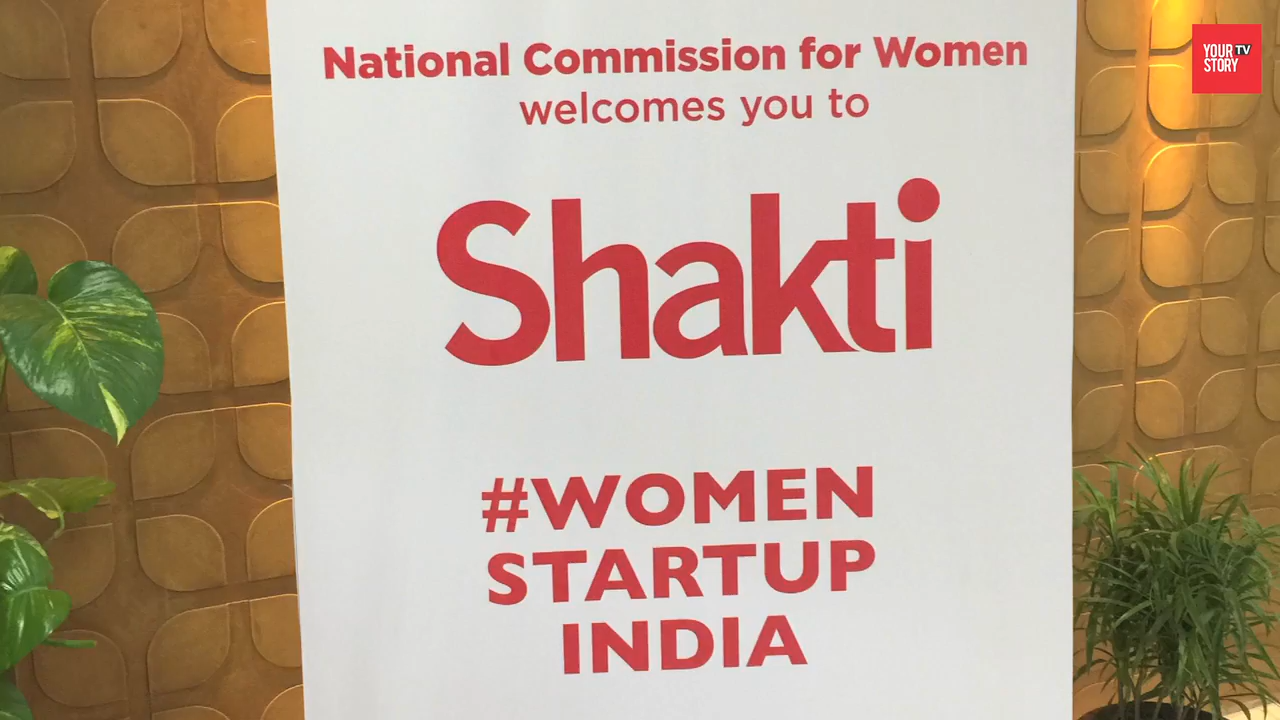 National Commission for Women
welcomes you to
Shakti
#WOMEN
STARTUP
INDIA
YOUR TV
STORY